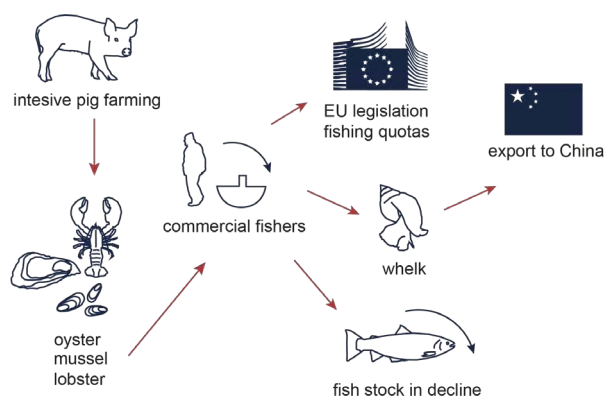 intesive pig farming
EU legislation
fishing quotas
export to China
commercial fishers
whelk
oyster
mussel
lobster
fish stock in decline